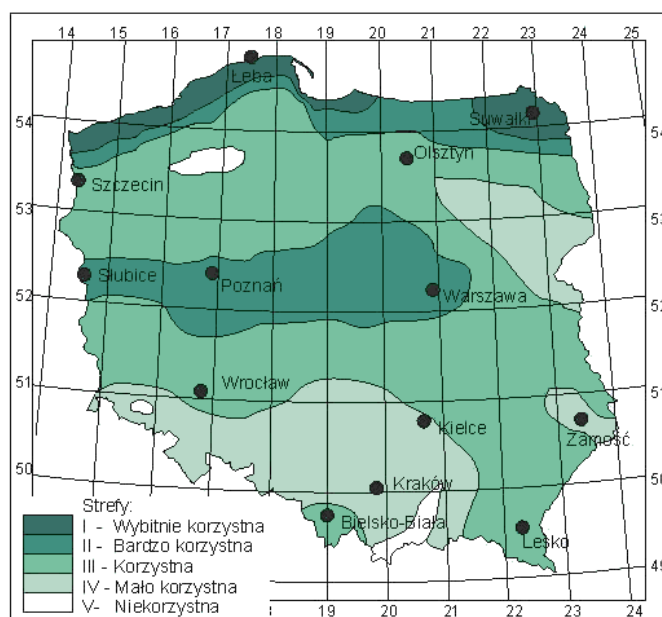 14 15 16 17 18 19 20 21 22 23 24 25
Łeba
Suwałki
54 54
Olsztyn
Szczecin
53 53
Słubice
Poznań
Warszawa
52 52
Wrocław
51 51
Kielce
Zamość
50 50
Kraków
Strefy:
I - Wybitnie korzystna
Bielsko-Biała
Lesko
II - Bardzo korzystna
III - Korzystna
IV - Mało korzystna
49
V- Niekorzystna
19 20 21 22 23 24